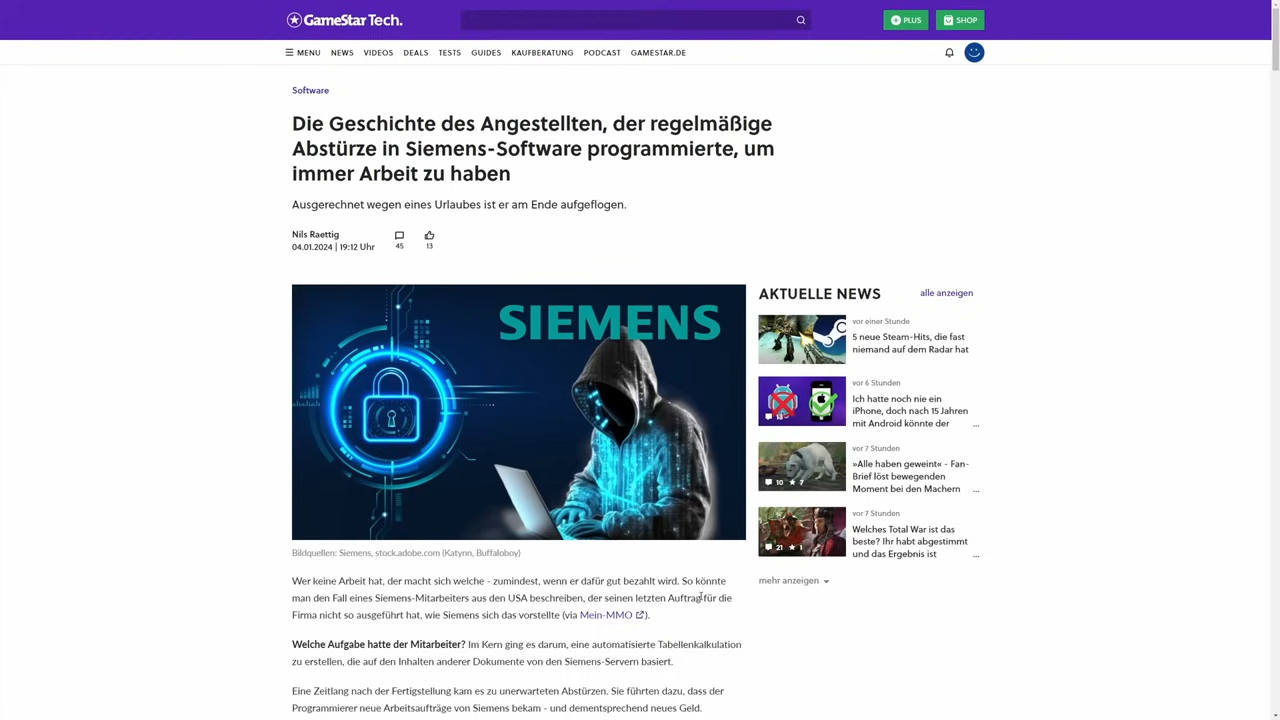 GameStar Tech.
PLUS
SHOP
MENU NEWS VIDEOS DEALS TESTS GUIDES KAUFBERATUNG PODCAST GAMESTAR.DE
Software
Die Geschichte des Angestellten, der regelmäßige
Abstürze in Siemens-Software programmierte, um
immer Arbeit zu haben
Ausgerechnet wegen eines Urlaubes ist er am Ende aufgeflogen.
Nils Raettig
04.01.2024 | 19:12 Uhr
45
13
SIEMENS
Bildquellen: Siemens, stock.adobe.com (Katynn, Buffaloboy)
Wer keine Arbeit hat, der macht sich welche - zumindest, wenn er dafür gut bezahlt wird. So könnte
man den Fall eines Siemens-Mitarbeiters aus den USA beschreiben, der seinen letzten Auftrag für die
Firma nicht so ausgeführt hat, wie Siemens sich das vorstellte (via Mein-MMO).
Welche Aufgabe hatte der Mitarbeiter? Im Kern ging es darum, eine automatisierte Tabellenkalkulation
zu erstellen, die auf den Inhalten anderer Dokumente von den Siemens-Servern basiert.
Eine Zeitlang nach der Fertigstellung kam es zu unerwarteten Abstürzen. Sie führten dazu, dass der
Programmierer neue Arbeitsaufträge von Siemens bekam - und dementsprechend neues Geld.
AKTUELLE NEWS
alle anzeigen
vor einer Stunde
5 neue Steam-Hits, die fast
niemand auf dem Radar hat
13
vor 6 Stunden
Ich hatte noch nie ein
iPhone, doch nach 15 Jahren
mit Android könnte der ...
10 7
vor 7 Stunden
»Alle haben geweint« - Fan-
Brief löst bewegenden
Moment bei den Machern ...
21 1
vor 7 Stunden
Welches Total War ist das
beste? Ihr habt abgestimmt
und das Ergebnis ist ...
mehr anzeigen